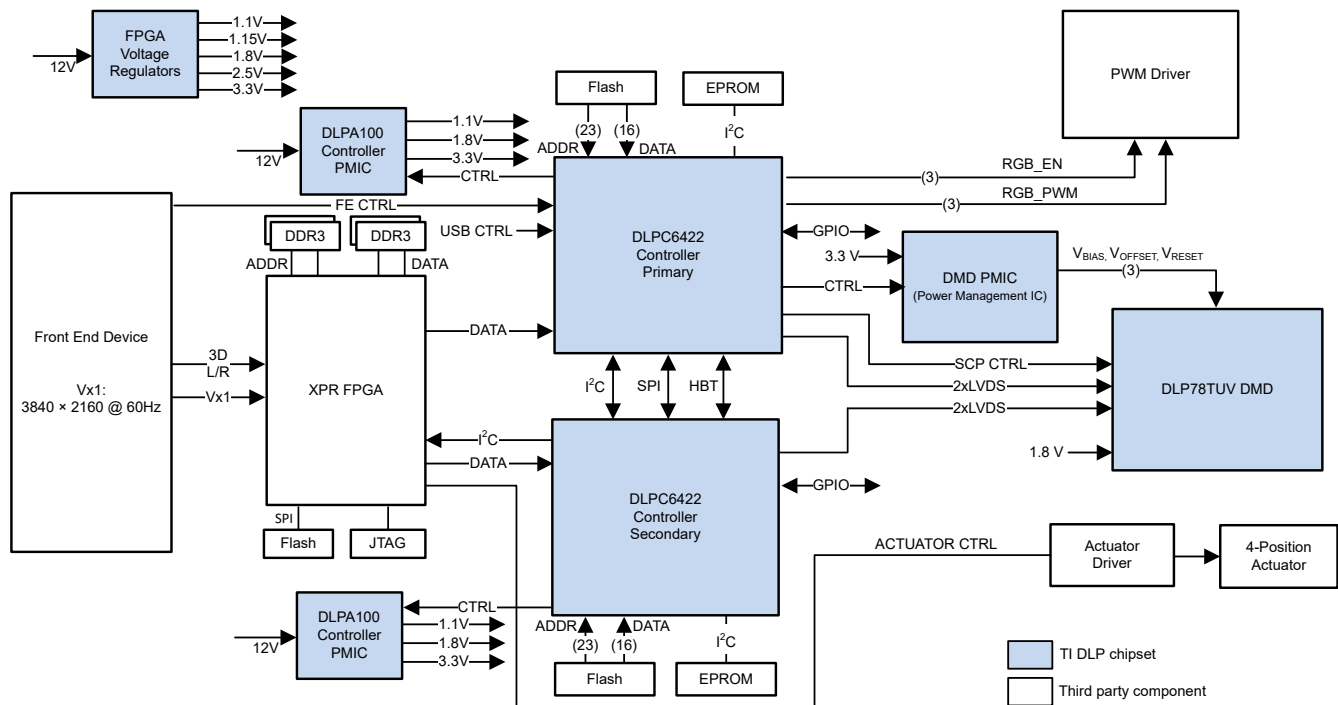 FPGA
Voltage
Regulators
12V
1.1V
1.15V
1.8V
2.5V
3.3V
DLPA100
Controller
PMIC
12V
1.1V
1.8V
3.3V
CTRL
Flash
(23)
(16)
ADDR
DATA
EPROM
I²C
PWM Driver
RGB_EN
(3)
RGB_PWM
(3)
FE CTRL
USB CTRL
DDR3
DDR3
ADDR
DATA
DLPC6422
Controller
Primary
GPIO
3.3 V
CTRL
DMD PMIC
(Power Management IC)
V_BIAS, V_OFFSET, V_RESET
(3)
Front End Device
Vx1:
3840 × 2160 @ 60Hz
3D
L/R
Vx1
XPR FPGA
DATA
I²C
SPI
HBT
SCP CTRL
2xLVDS
2xLVDS
1.8 V
DLP78TUV DMD
I²C
DATA
DLPC6422
Controller
Secondary
GPIO
SPI
Flash
JTAG
ACTUATOR CTRL
Actuator
Driver
4-Position
Actuator
DLPA100
Controller
PMIC
12V
CTRL
1.1V
1.8V
3.3V
ADDR
DATA
(23)
(16)
Flash
I²C
EPROM
TI DLP chipset
Third party component